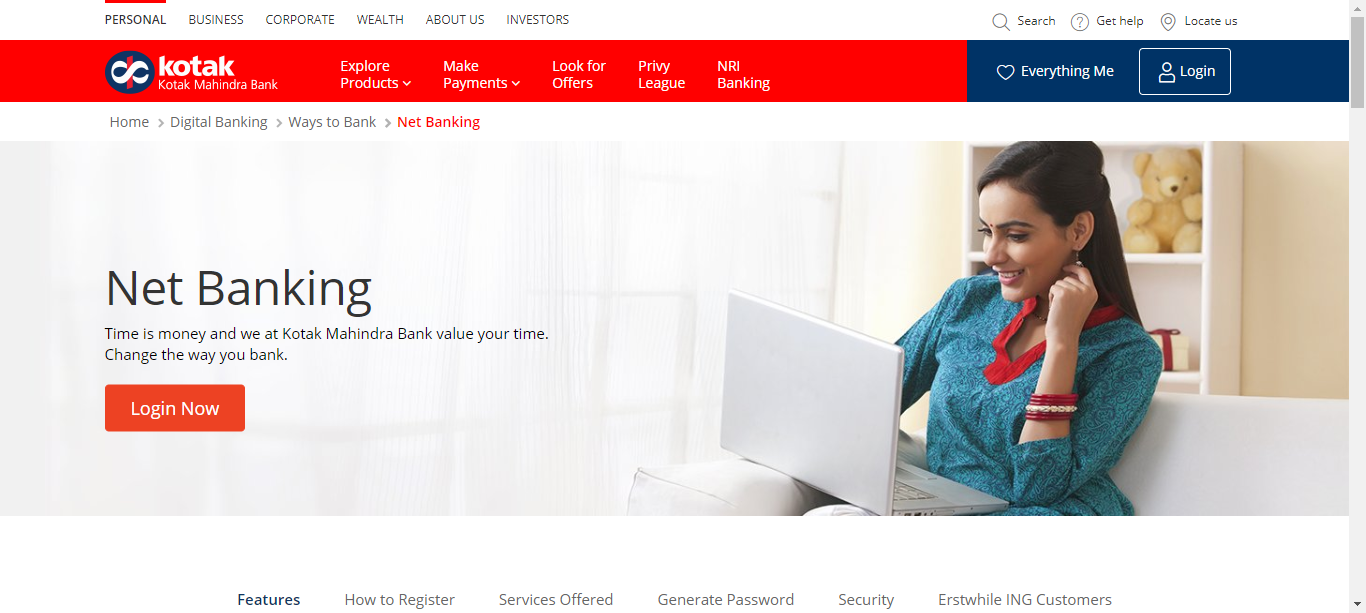 PERSONAL BUSINESS CORPORATE WEALTH ABOUT US INVESTORS
Search Get help Locate us
kotak
Kotak Mahindra Bank
Explore
Products
Make
Payments
Look for
Offers
Privy
League
NRI
Banking
Everything Me
Login
Home > Digital Banking > Ways to Bank > Net Banking
Net Banking
Time is money and we at Kotak Mahindra Bank value your time.
Change the way you bank.
Login Now
Features How to Register Services Offered Generate Password Security Erstwhile ING Customers